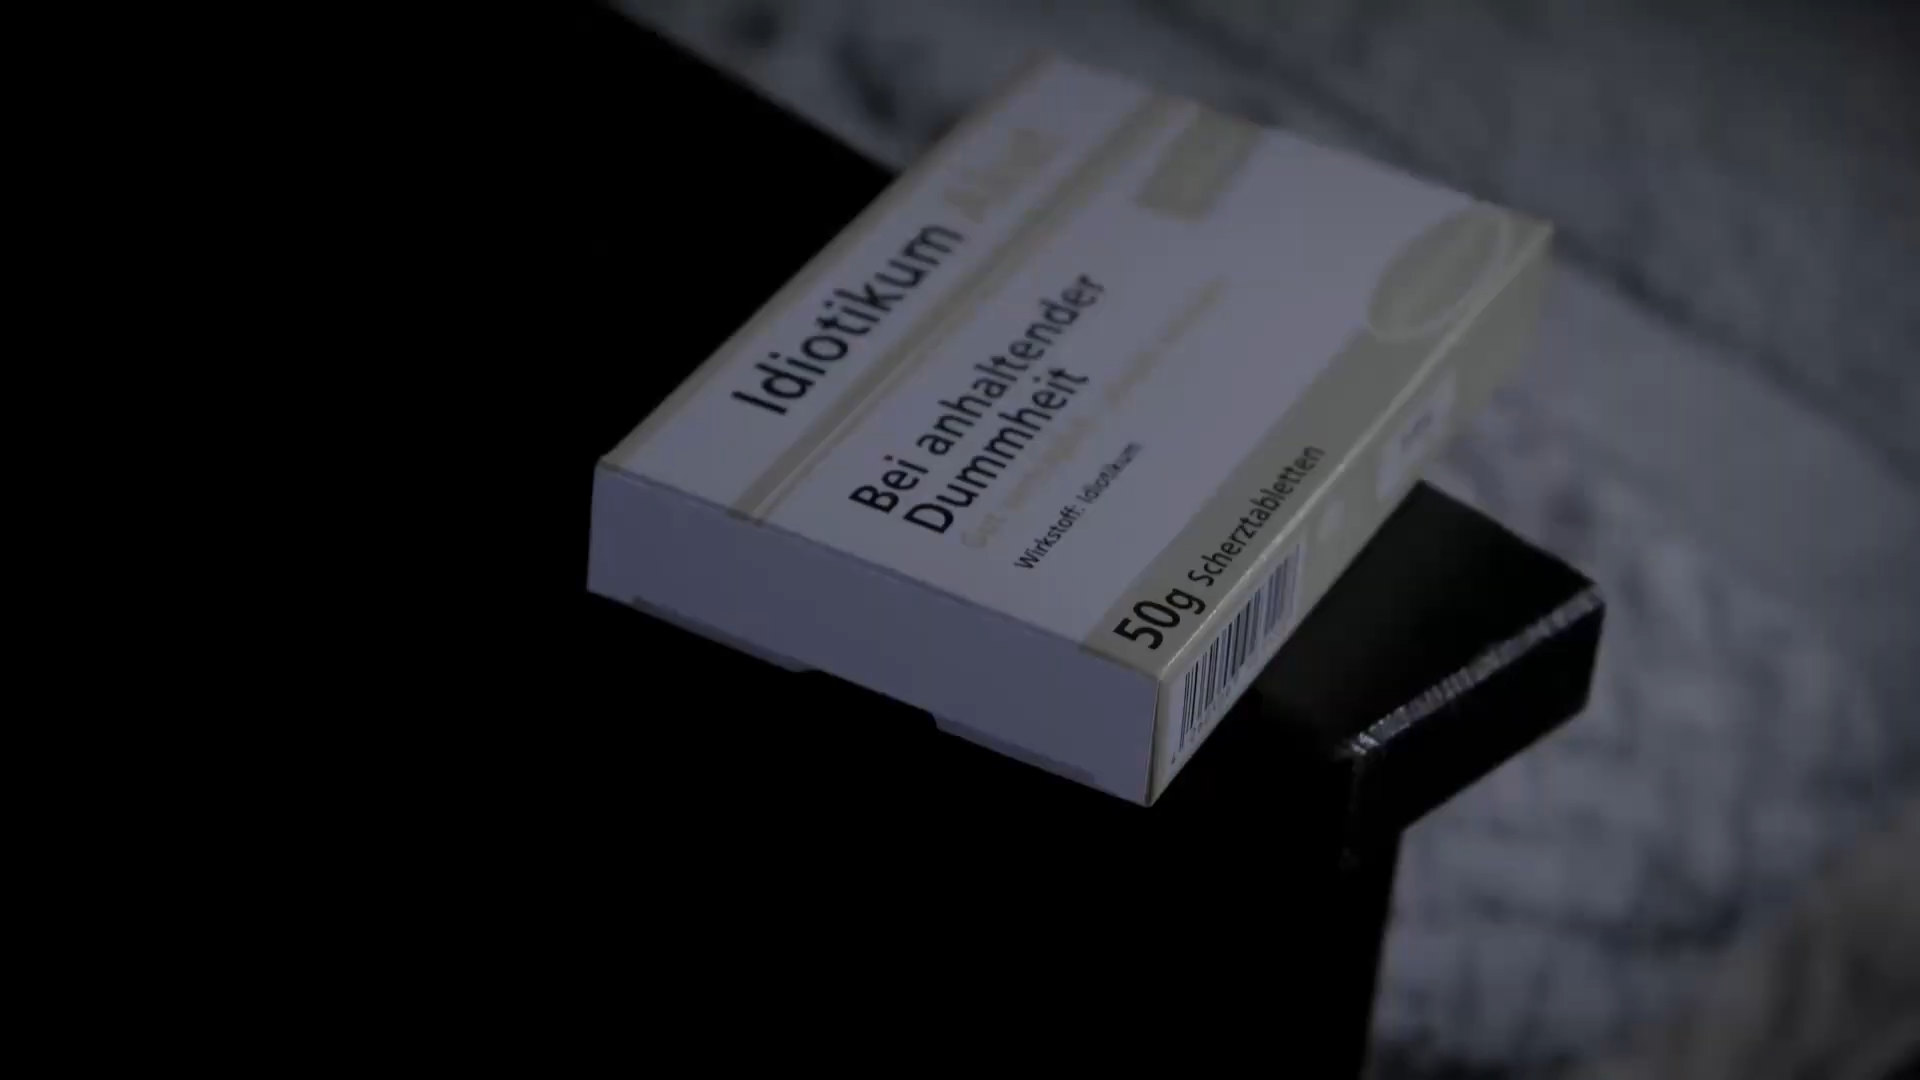 Idiotikum
Bei anhaltender
Dummheit
Wirkstoff: Idiotikum
50g Scherztabletten